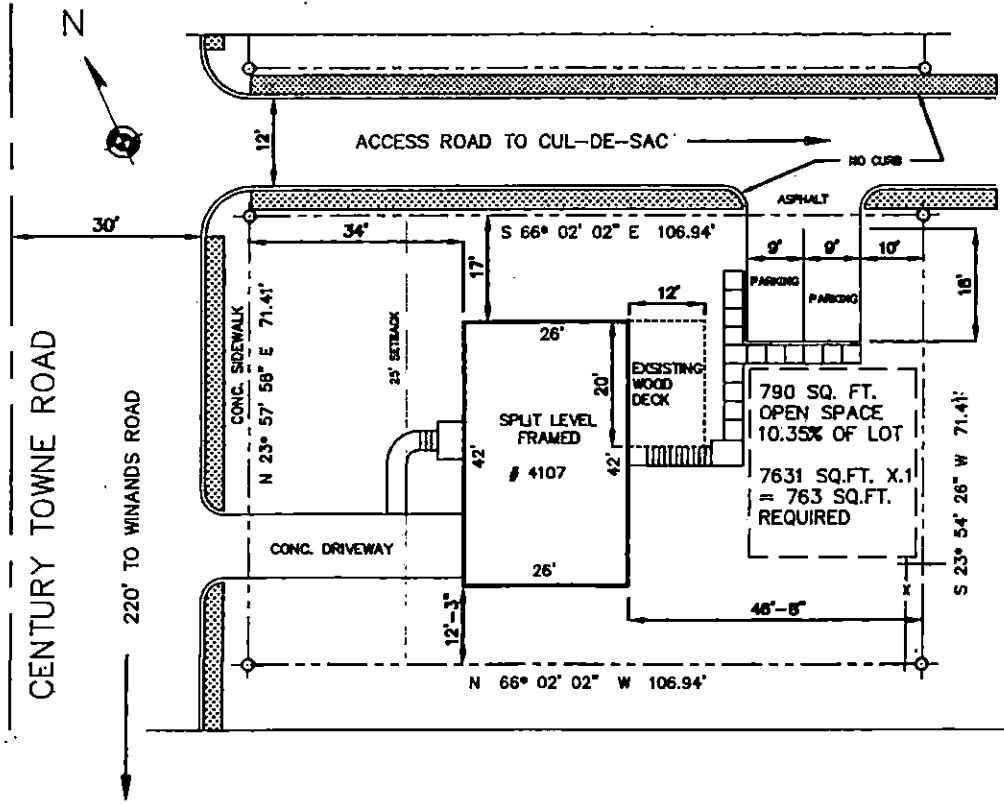 N
ACCESS ROAD TO CUL-DE-SAC
12'
NO CURB
ASPHALT
30'
34'
S 66° 02' 02" E 106.94'
17'
9'
9'
10'
PARKING
PARKING
18'
CONC. SIDEWALK
N 23° 57' 58" E 71.41'
25' SETBACK
12'
26'
20'
EXSISTING
WOOD
DECK
SPLIT LEVEL
FRAMED
# 4107
42'
42'
790 SQ. FT.
OPEN SPACE
10.35% OF LOT
7631 SQ.FT. X.1
= 763 SQ.FT.
REQUIRED
S 23° 54' 26" W 71.41'
CENTURY TOWNE ROAD
220' TO WINANDS ROAD
CONC. DRIVEWAY
26'
12'-3"
46'-8"
X
N 66° 02' 02" W 106.94'